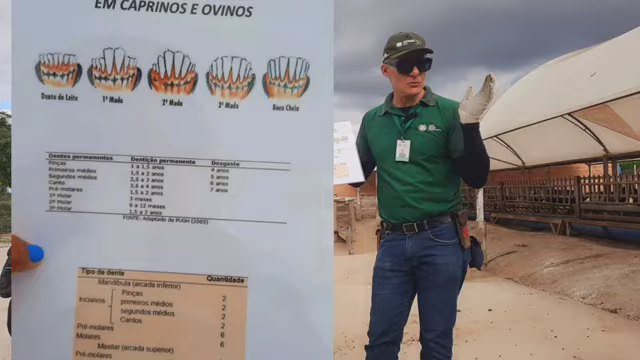 EM CAPRINOS E OVINOS
Dente de Leite 1ª Muda 2ª Muda 3ª Muda Boca Cheia
Dentes permanentes Dentição permanente Desgaste
Pinças 1 a 1,5 anos 4 anos
Primeiros médios 1,5 a 2 anos 5 anos
Segundos médios 2,5 a 3 anos 6 anos
Canto 3,5 a 4 anos 7 anos
Pré-molares 1,5 a 2 anos
1º Molar 3 meses
2º Molar 9 a 12 meses
3º Molar 1,5 a 2 anos
FONTE: Adaptado de PUGH (2005)
Tipo de dente Quantidade
Mandíbula (arcada inferior)
Incisivos
Pinças 2
primeiros médios 2
segundos médios 2
Cantos 2
Pré-molares 6
Molares 6
Maxilar (arcada superior)
Pré-molares